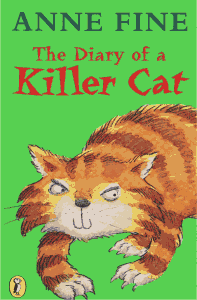 ANNE FINE
The Diary of a
Killer Cat